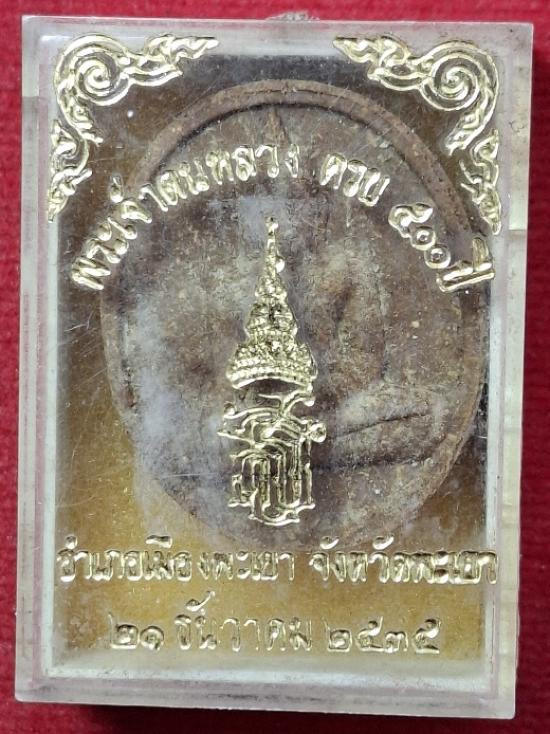 พระเจ้าตนหลวง ครบ ๕๐๐ ปี
อำเภอเมืองพะเยา จังหวัดพะเยา
๒๑ ธันวาคม ๒๕๓๕